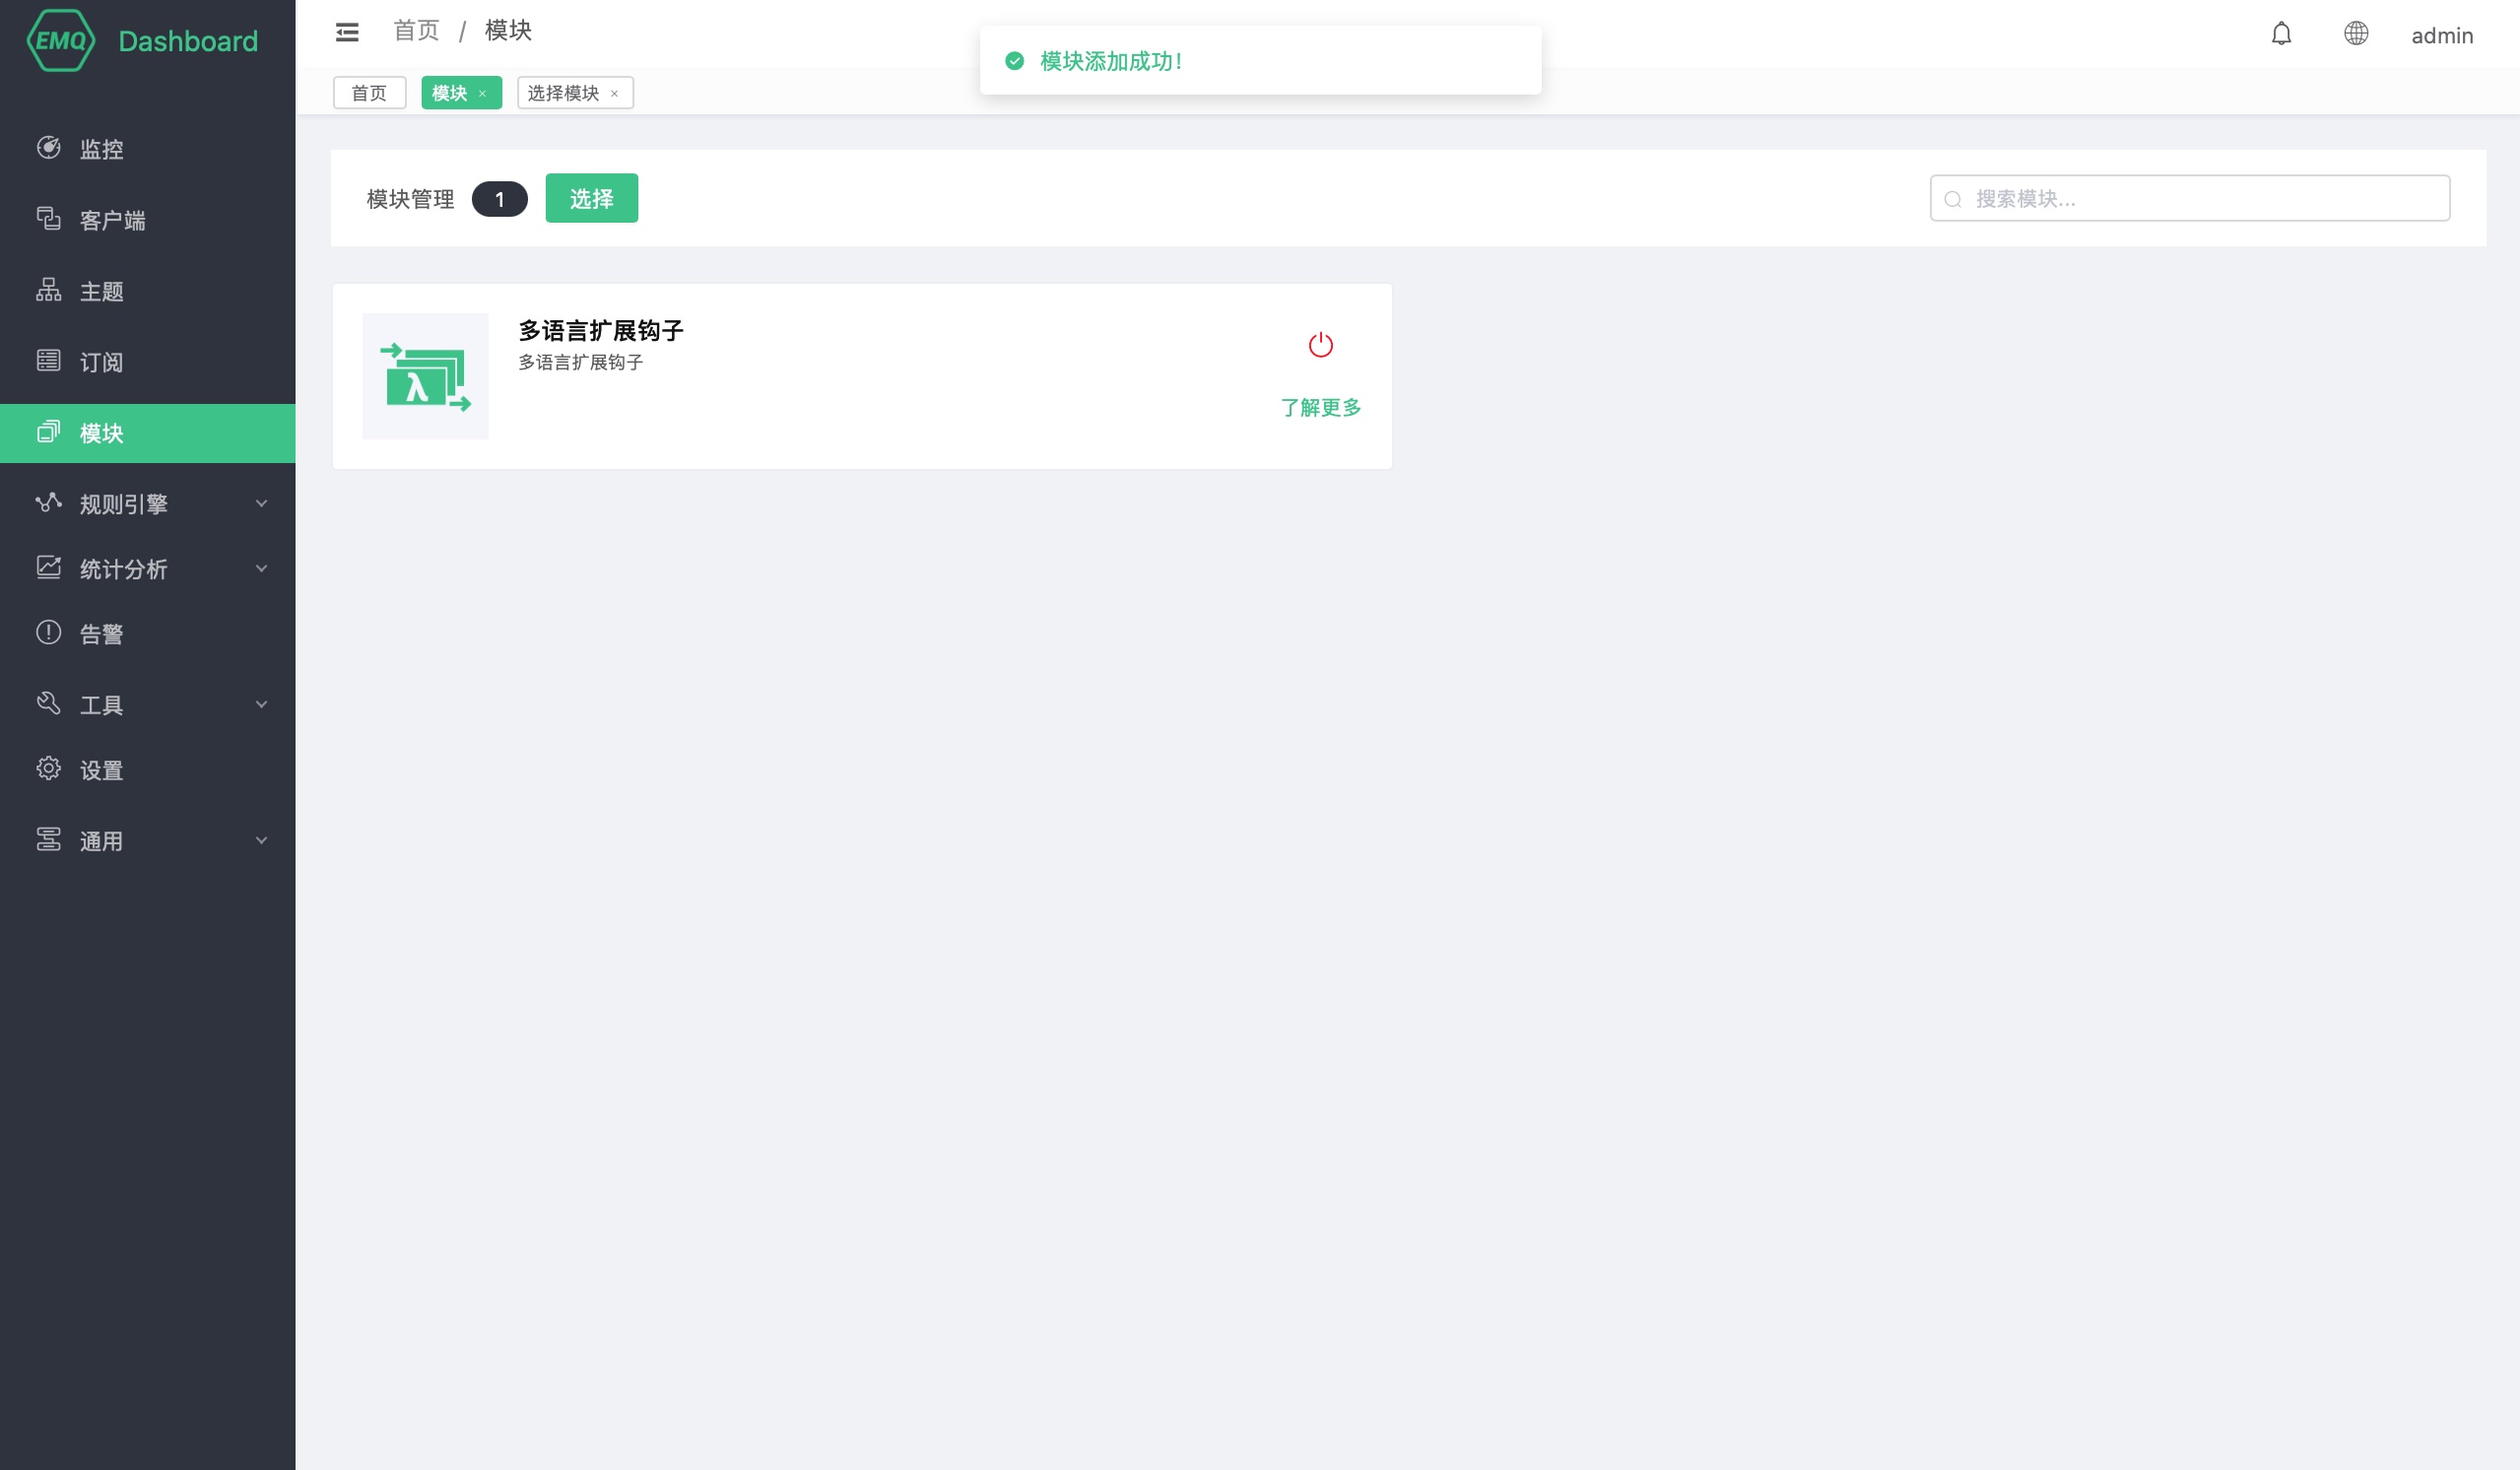 EMQ Dashboard
首页 / 模块
模块添加成功!
admin
首页
模块 ×
选择模块 ×
监控
客户端
主题
订阅
模块
规则引擎
统计分析
告警
工具
设置
通用
模块管理 1 选择
搜索模块...
多语言扩展钩子
多语言扩展钩子
λ
了解更多